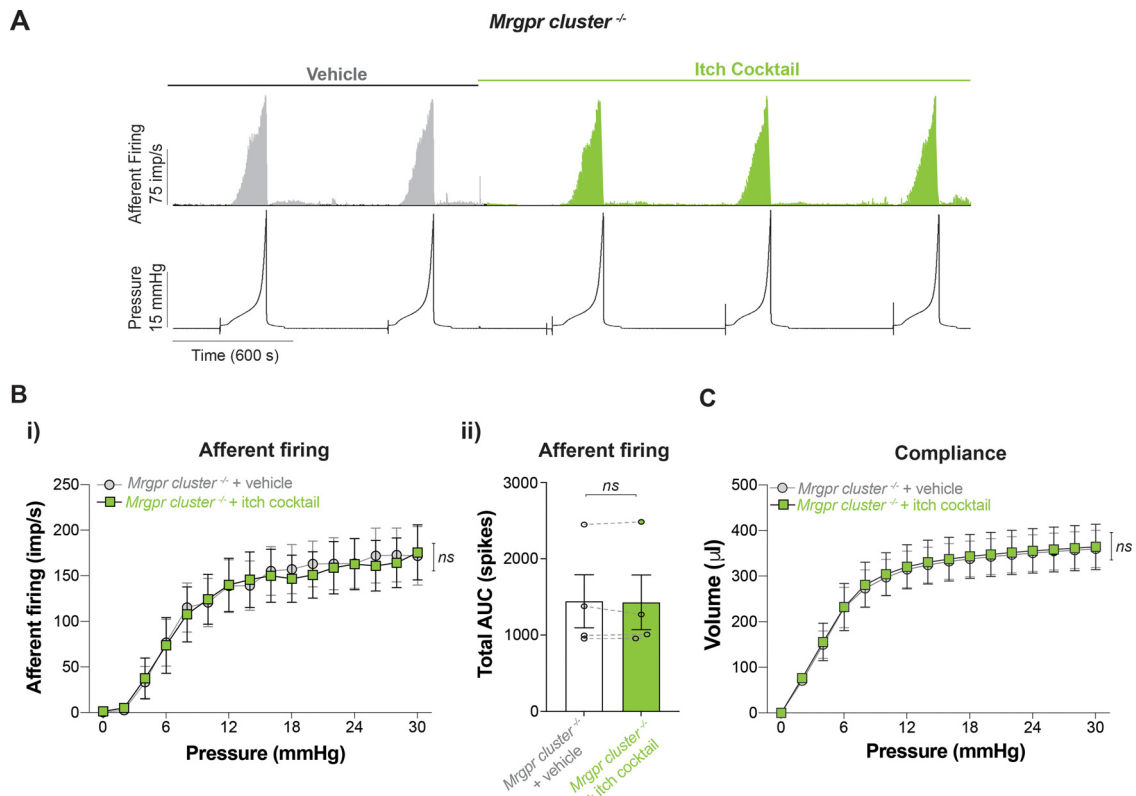 A
Mrgpr cluster -/-
Vehicle
Itch Cocktail
Afferent Firing
75 imp/s
Pressure
15 mmHg
Time (600 s)
B
i)
Afferent firing
Mrgpr cluster -/- + vehicle
Mrgpr cluster -/- + itch cocktail
Afferent firing (imp/s)
250
200
150
100
50
0
ns
0 6 12 18 24 30
Pressure (mmHg)
ii)
Afferent firing
Total AUC (spikes)
3000
2000
1000
0
ns
Mrgpr cluster -/-
+ vehicle
Mrgpr cluster -/-
itch cocktail
C
Compliance
Mrgpr cluster -/- + vehicle
Mrgpr cluster -/- + itch cocktail
Volume (µl)
500
400
300
200
100
0
ns
0 6 12 18 24 30
Pressure (mmHg)